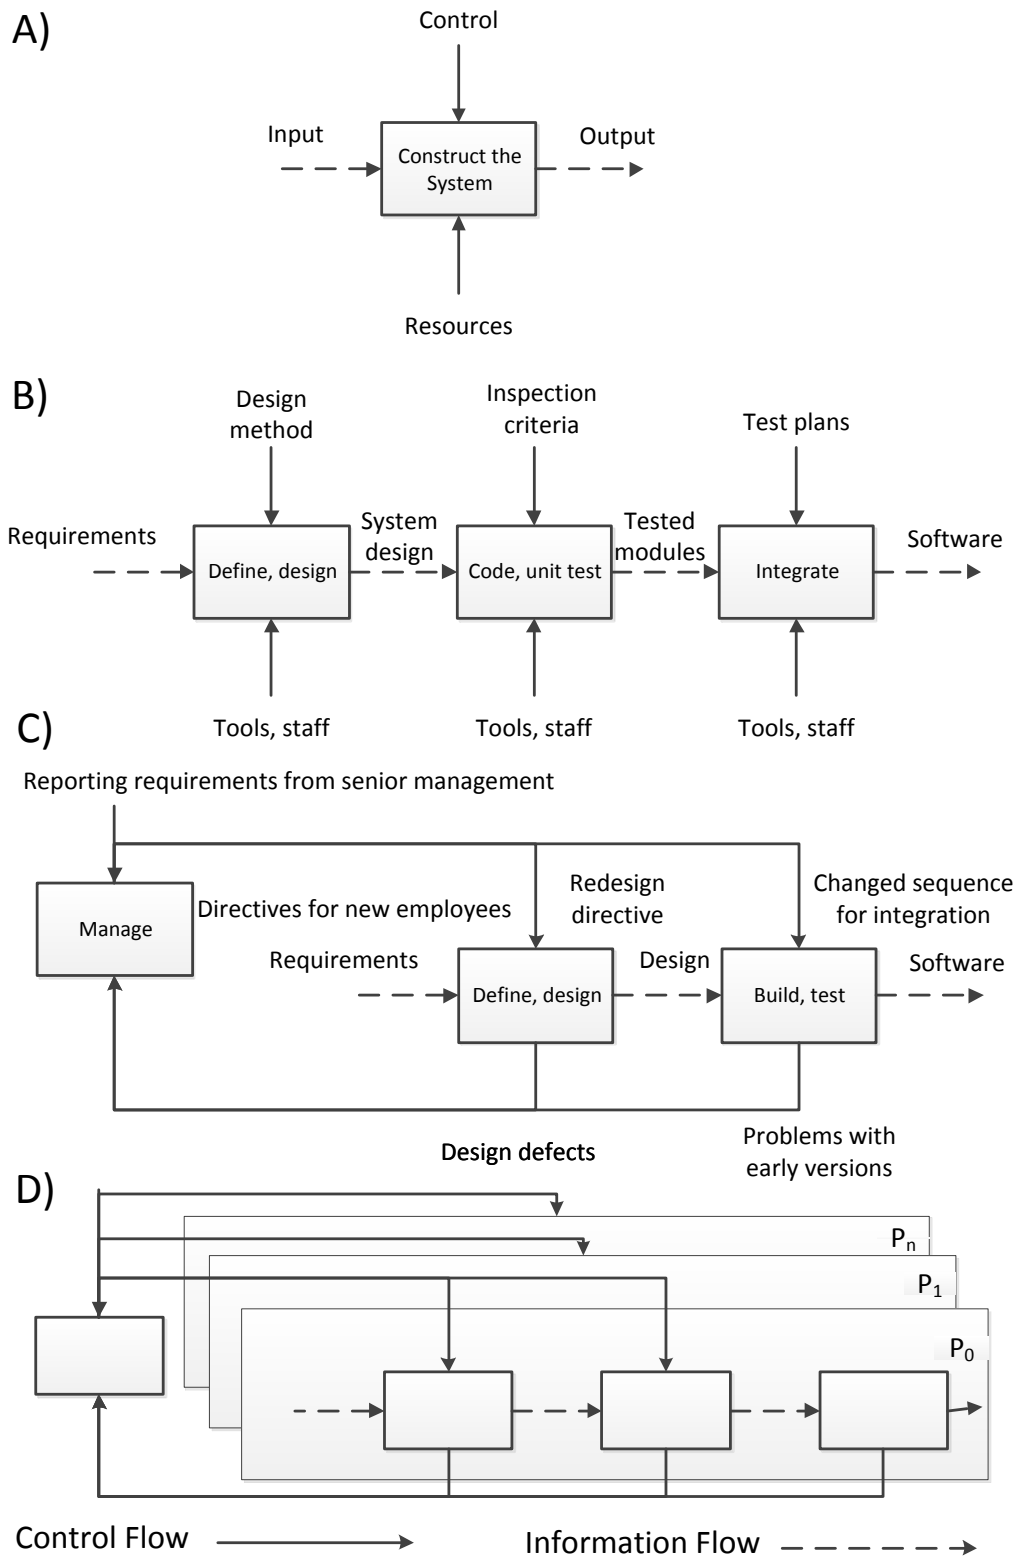 A)
Control
Input
Output
Construct the
System
Resources
B)
Design
method
Inspection
criteria
Test plans
Requirements
System
design
Tested
modules
Software
Define, design
Code, unit test
Integrate
Tools, staff
Tools, staff
Tools, staff
C)
Reporting requirements from senior management
Manage
Directives for new employees
Redesign
directive
Changed sequence
for integration
Requirements
Design
Software
Define, design
Build, test
Design defects
Problems with
early versions
D)
Pn
P1
P0
Control Flow
Information Flow